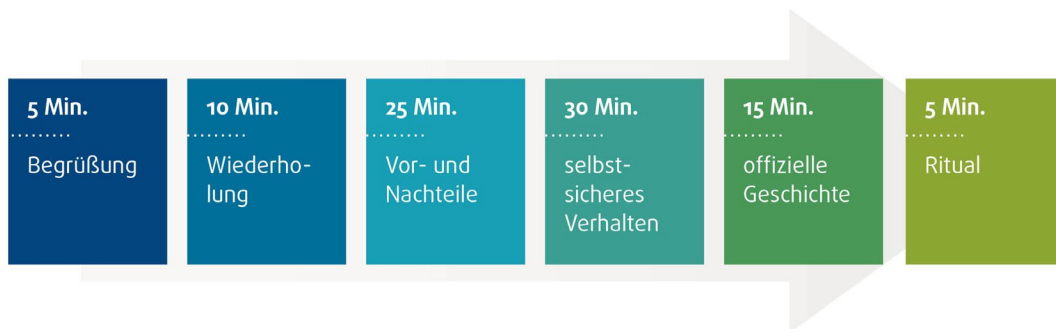 5 Min.
Begrüßung
10 Min.
Wiederho-
lung
25 Min.
Vor- und
Nachteile
30 Min.
selbst-
sicheres
Verhalten
15 Min.
offizielle
Geschichte
5 Min.
Ritual